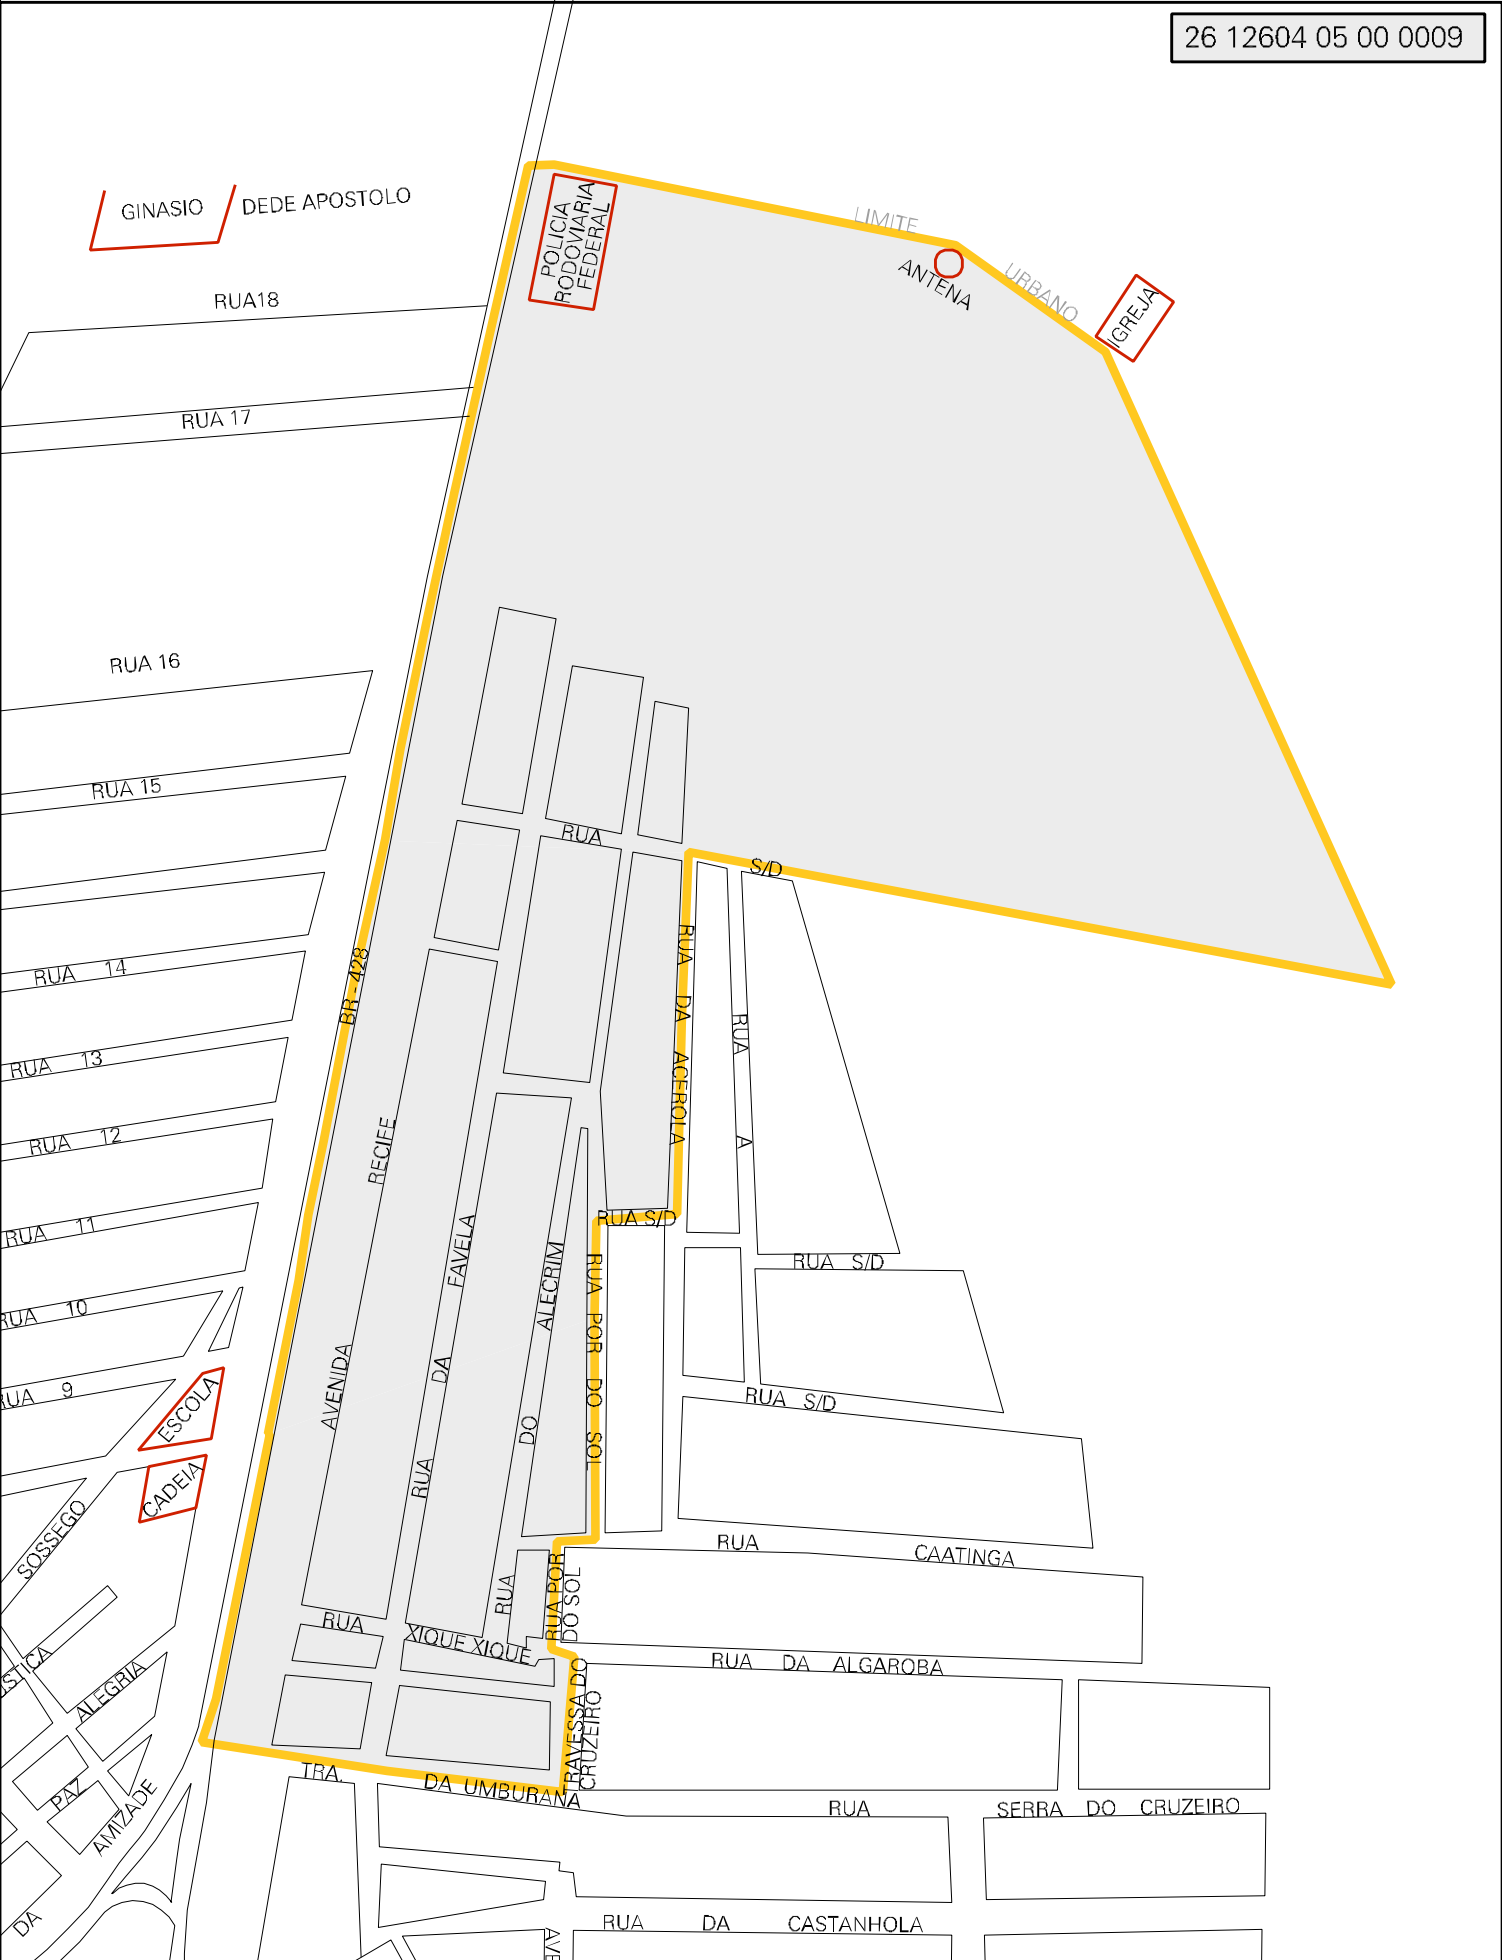 26 12604 05 00 0009
GINASIO DEDE APOSTOLO
POLICIA
RODOVIARIA
FEDERAL
LIMITE
URBANO
ANTENA
IGREJA
RUA18
RUA 17
RUA 16
RUA 15
RUA 14
RUA 13
RUA 12
RUA 11
RUA 10
RUA 9
BR - 428
RUA S/D
RUA DA ACEROLA
RUA A
AVENIDA RECIFE
RUA DA FAVELA
RUA DO ALECRIM
RUA S/D
RUA POR DO SOL
RUA S/D
RUA S/D
ESCOLA
CADEIA
SOSSEGO
RUA CAATINGA
RUA POR
DO SOL
RUA XIQUE XIQUE
RUA DA ALGAROBA
TRAVESSA DO
CRUZEIRO
ALEGRIA
PAZ
AMIZADE
DA
TRA. DA UMBURANA
RUA SERRA DO CRUZEIRO
RUA DA CASTANHOLA